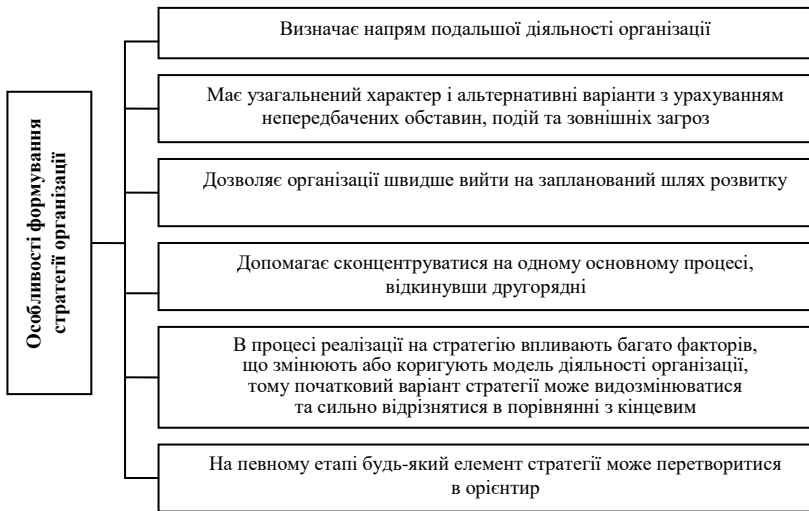 Особливості формування
стратегії організації
Визначає напрям подальшої діяльності організації
Має узагальнений характер і альтернативні варіанти з урахуванням
непередбачених обставин, подій та зовнішніх загроз
Дозволяє організації швидше вийти на запланований шлях розвитку
Допомагає сконцентруватися на одному основному процесі,
відкинувши другорядні
В процесі реалізації на стратегію впливають багато факторів,
що змінюють або коригують модель діяльності організації,
тому початковий варіант стратегії може видозмінюватися
та сильно відрізнятися в порівнянні з кінцевим
На певному етапі будь-який елемент стратегії може перетворитися
в орієнтир